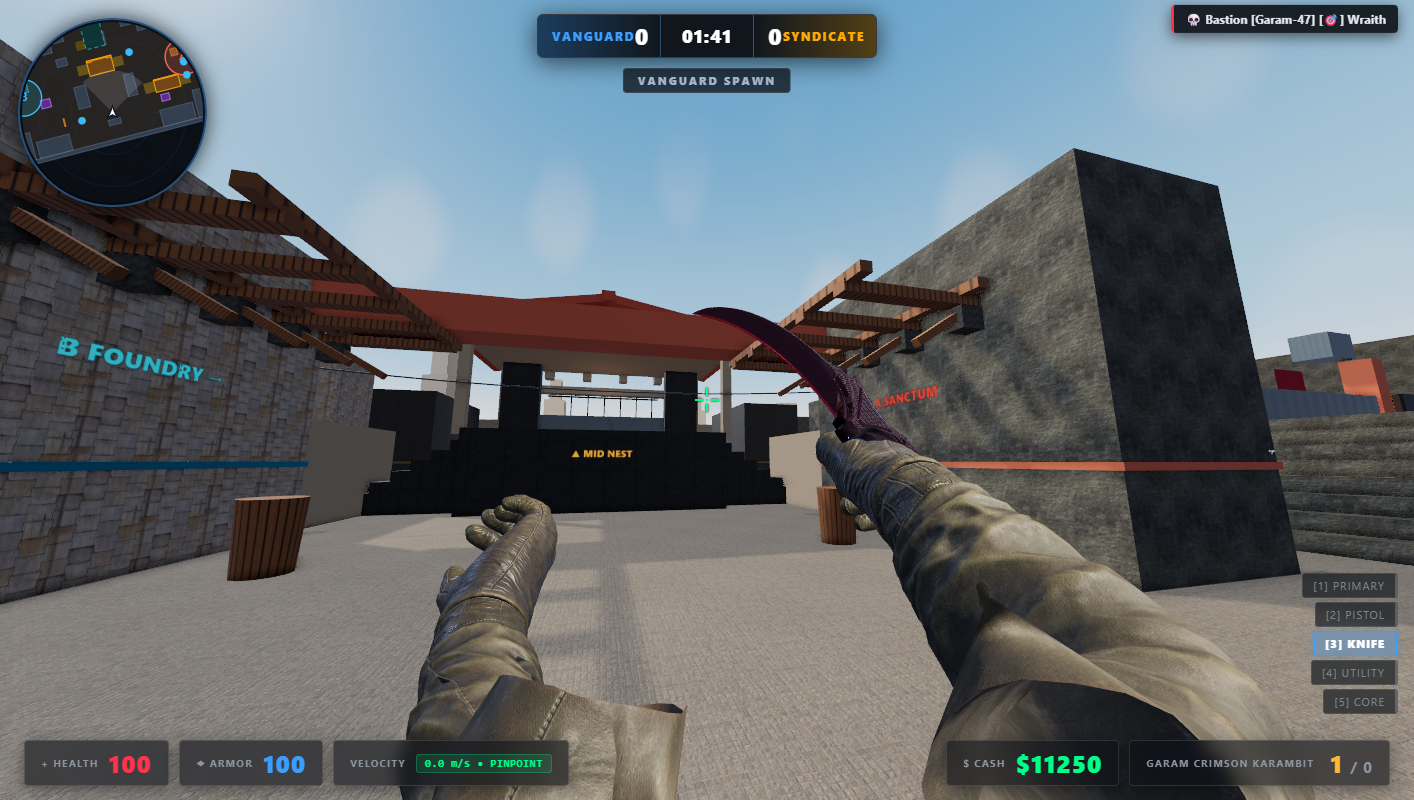 Bastion [Garam-47] [🎯] Wraith
VANGUARD 0
01:41
0 SYNDICATE
VANGUARD SPAWN
B FOUNDRY →
A SANCTUM
▲ MID NEST
[1] PRIMARY
[2] PISTOL
[3] KNIFE
[4] UTILITY
[5] CORE
+ HEALTH 100
ARMOR 100
VELOCITY 0.0 m/s • PINPOINT
$ CASH $11250
GARAM CRIMSON KARAMBIT 1 / 0